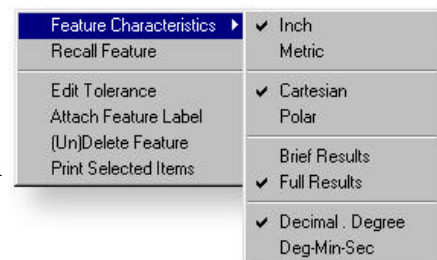 Feature Characteristics
Recall Feature
Edit Tolerance
Attach Feature Label
(Un)Delete Feature
Print Selected Items
Inch
Metric
Cartesian
Polar
Brief Results
Full Results
Decimal . Degree
Deg-Min-Sec